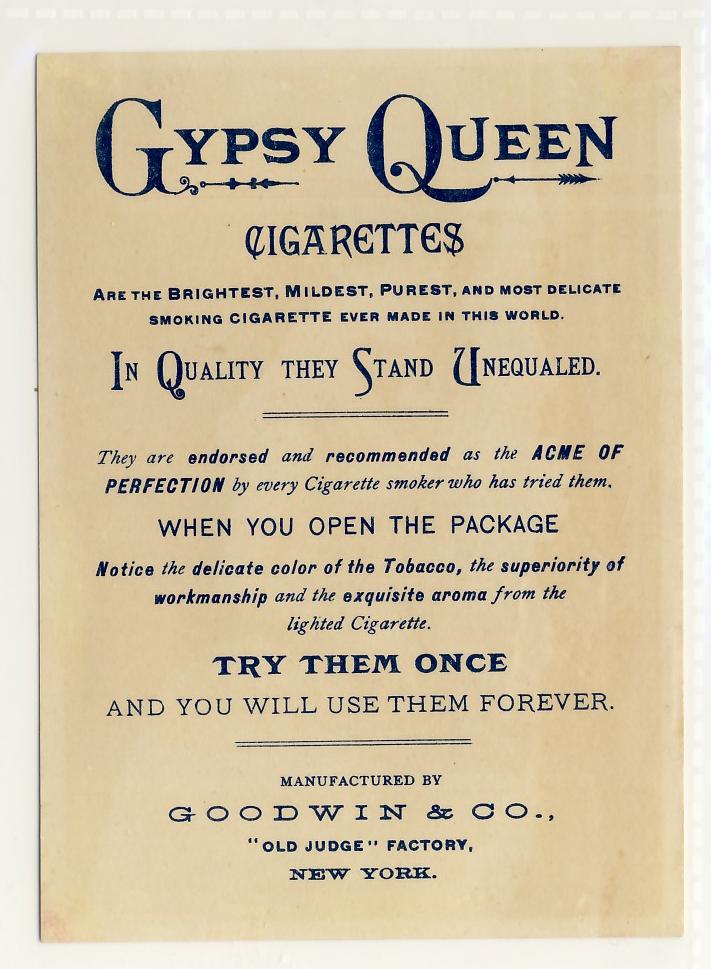 GYPSY QUEEN
CIGARETTES
ARE THE BRIGHTEST, MILDEST, PUREST, AND MOST DELICATE
SMOKING CIGARETTE EVER MADE IN THIS WORLD.
IN QUALITY THEY STAND UNEQUALED.
They are endorsed and recommended as the ACME OF
PERFECTION by every Cigarette smoker who has tried them.
WHEN YOU OPEN THE PACKAGE
Notice the delicate color of the Tobacco, the superiority of
workmanship and the exquisite aroma from the
lighted Cigarette.
TRY THEM ONCE
AND YOU WILL USE THEM FOREVER.
MANUFACTURED BY
GOODWIN & CO.,
"OLD JUDGE" FACTORY,
NEW YORK.